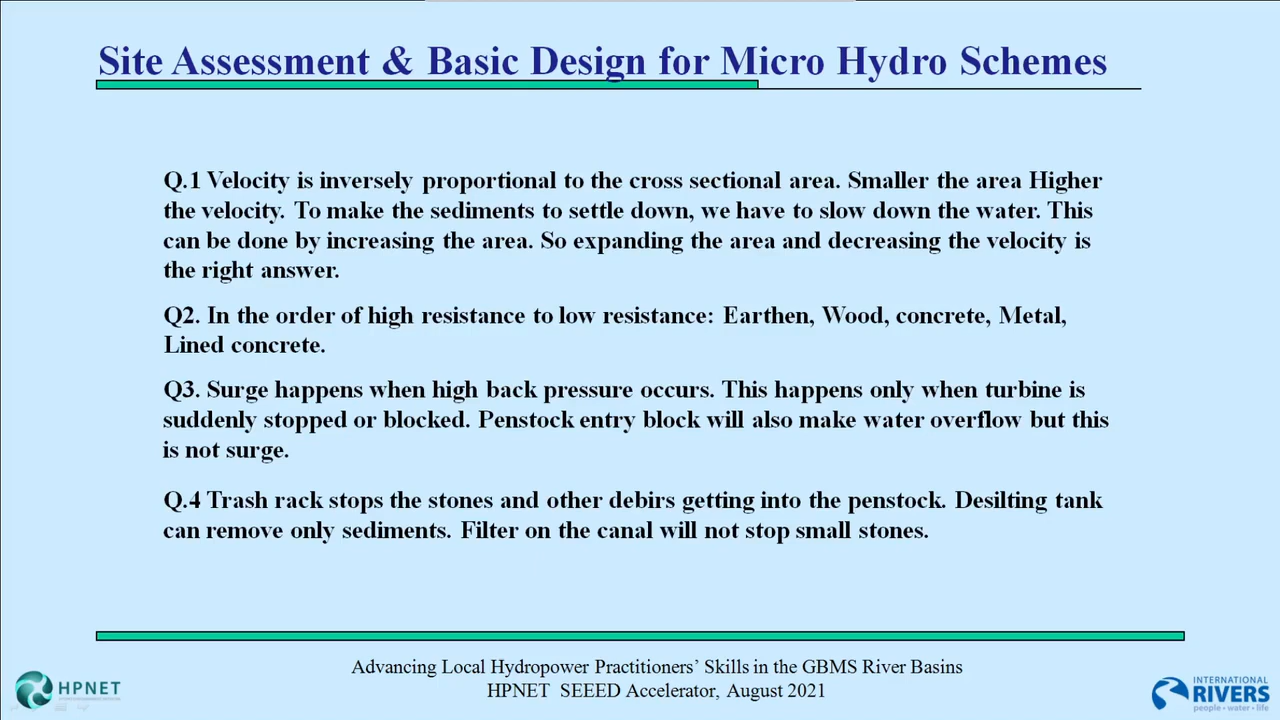 Site Assessment & Basic Design for Micro Hydro Schemes
Q.1 Velocity is inversely proportional to the cross sectional area. Smaller the area Higher
the velocity. To make the sediments to settle down, we have to slow down the water. This
can be done by increasing the area. So expanding the area and decreasing the velocity is
the right answer.
Q2. In the order of high resistance to low resistance: Earthen, Wood, concrete, Metal,
Lined concrete.
Q3. Surge happens when high back pressure occurs. This happens only when turbine is
suddenly stopped or blocked. Penstock entry block will also make water overflow but this
is not surge.
Q.4 Trash rack stops the stones and other debirs getting into the penstock. Desilting tank
can remove only sediments. Filter on the canal will not stop small stones.
Advancing Local Hydropower Practitioners’ Skills in the GBMS River Basins
HPNET SEEED Accelerator, August 2021
HPNET
INTERNATIONAL
RIVERS
people • water • life